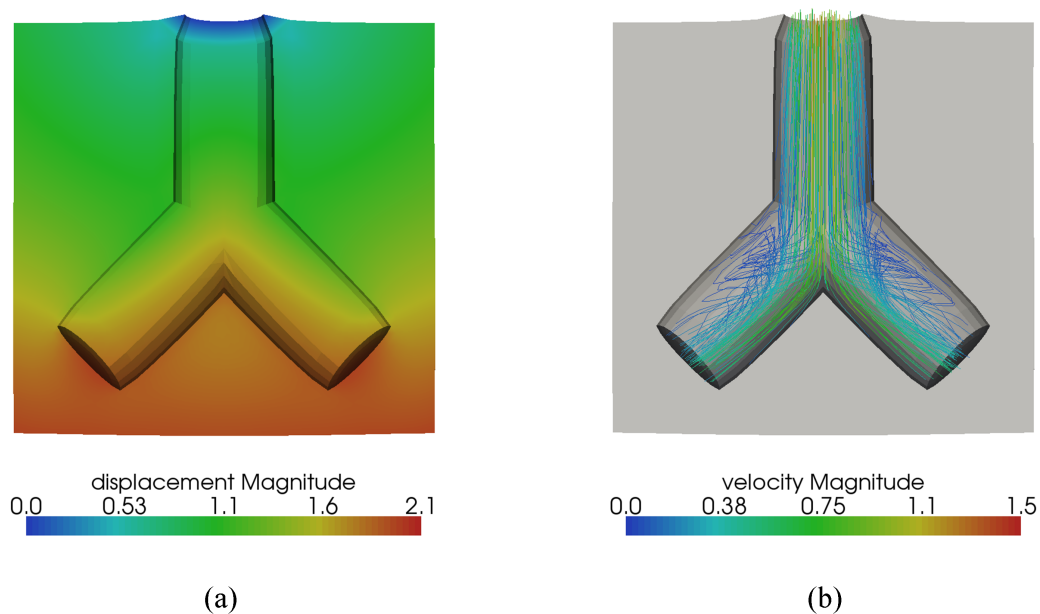 displacement Magnitude
0.0 0.53 1.1 1.6 2.1
(a)
velocity Magnitude
0.0 0.38 0.75 1.1 1.5
(b)